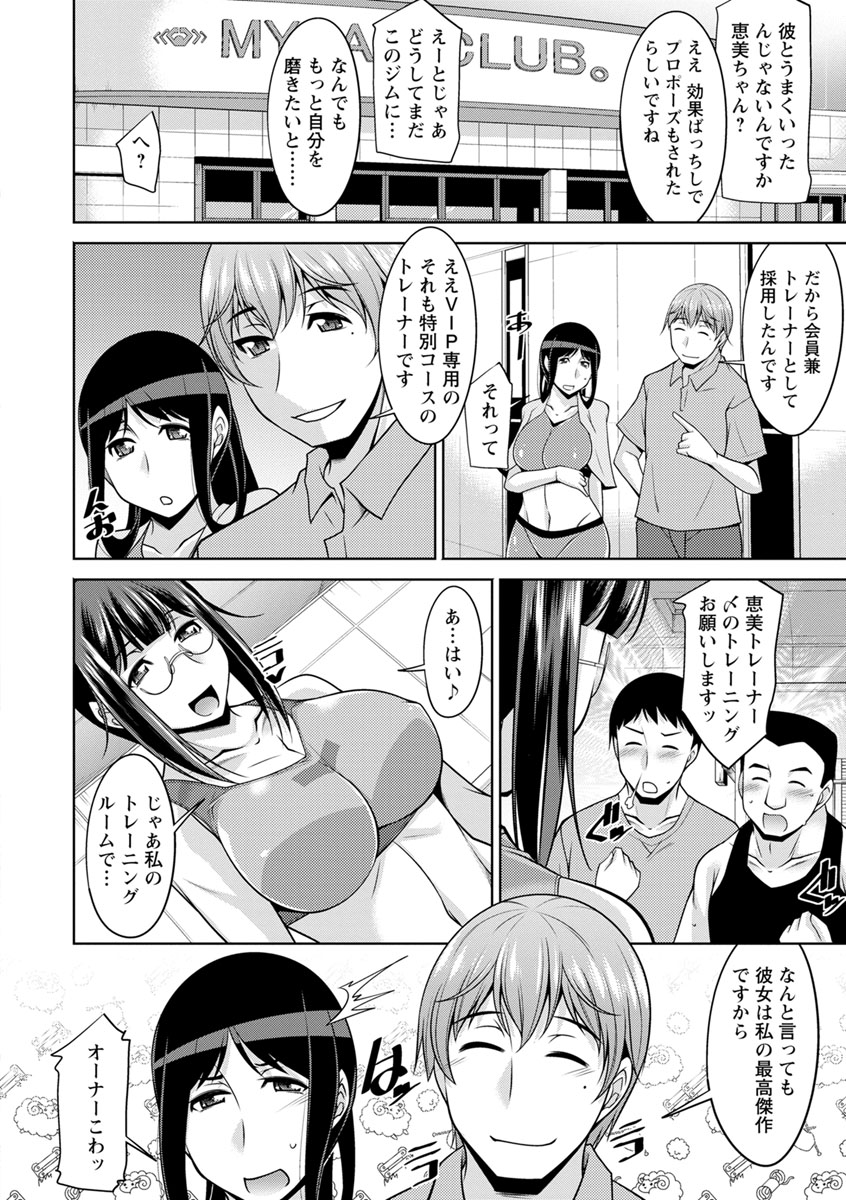 MY
CLUB。
彼とうまくいった
んじゃないんですか
恵美ちゃん？
ええ 効果ばっちしで
プロポーズもされた
らしいですね
えーとじゃあ
どうしてまだ
このジムに…
なんでも
もっと自分を
磨きたいと……
へ？
だから会員兼
トレーナーとして
採用したんです
それって
ええＶＩＰ専用の
それも特別コースの
トレーナーです
恵美トレーナー
〆のトレーニング
お願いしますッ
あ…はい♪
じゃあ私の
トレーニング
ルームで…
なんと言っても
彼女は私の最高傑作
ですから
オーナーこわッ